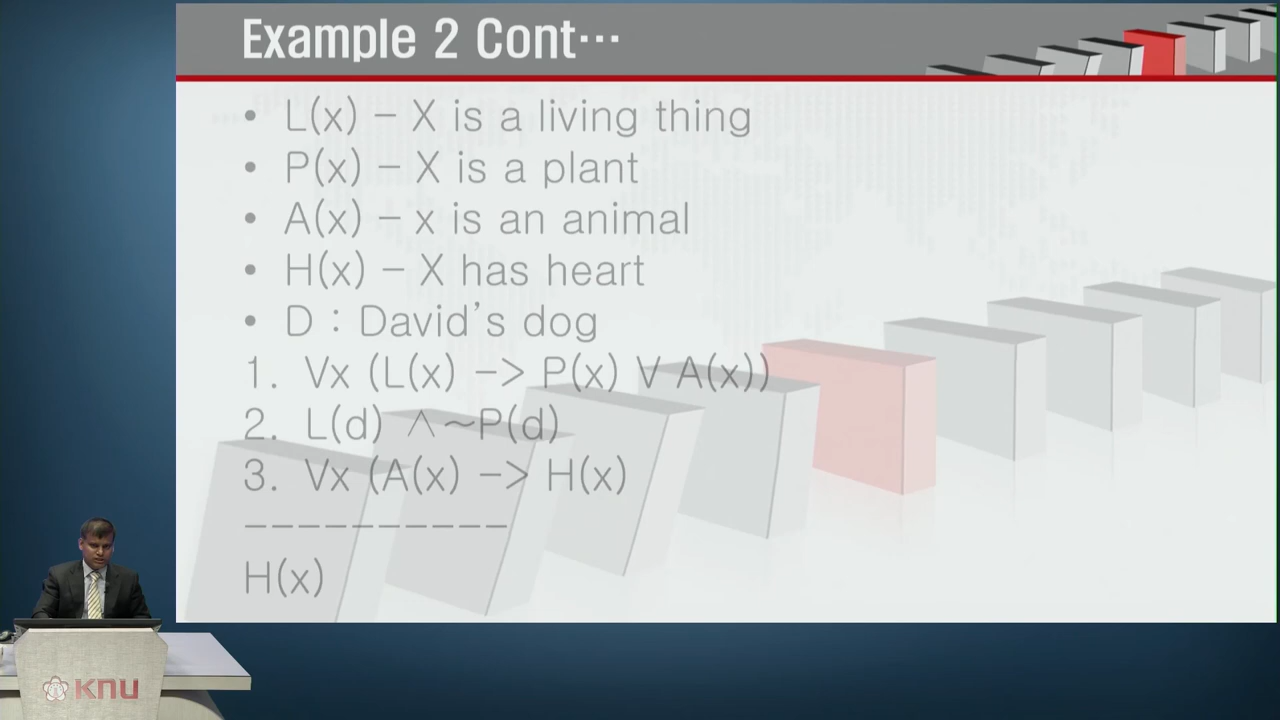 Example 2 Cont…
• L(x) – X is a living thing
• P(x) – X is a plant
• A(x) – x is an animal
• H(x) – X has heart
• D : David's dog
1. Vx (L(x) -> P(x) V A(x))
2. L(d) ∧~P(d)
3. Vx (A(x) -> H(x)
----------
H(x)
KNU